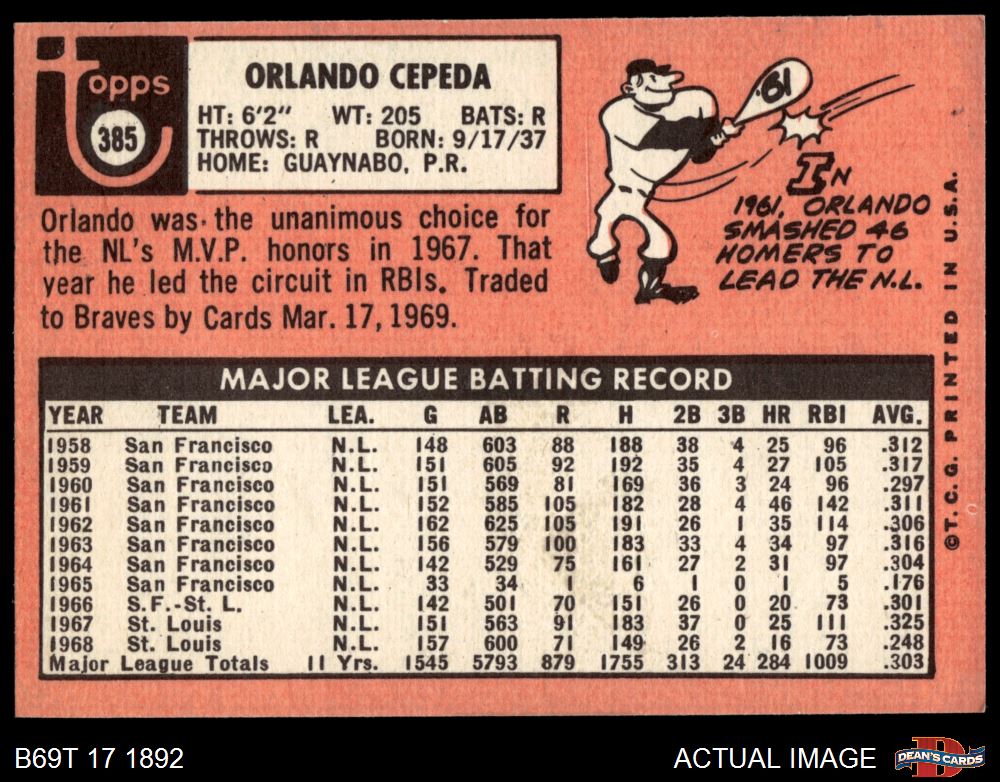 topps
385
ORLANDO CEPEDA
HT: 6'2" WT: 205 BATS: R
THROWS: R BORN: 9/17/37
HOME: GUAYNABO, P.R.
Orlando was the unanimous choice for
the NL's M.V.P. honors in 1967. That
year he led the circuit in RBIs. Traded
to Braves by Cards Mar. 17, 1969.
.61
IN
1961, ORLANDO
SMASHED 46
HOMERS TO
LEAD THE N.L.
©T.C.G. PRINTED IN U.S.A.
MAJOR LEAGUE BATTING RECORD
YEAR TEAM LEA. G AB R H 2B 3B HR RBI AVG.
1958 San Francisco N.L. 148 603 88 188 38 4 25 96 .312
1959 San Francisco N.L. 151 605 92 192 35 4 27 105 .317
1960 San Francisco N.L. 151 569 81 169 36 3 24 96 .297
1961 San Francisco N.L. 152 585 105 182 28 4 46 142 .311
1962 San Francisco N.L. 162 625 105 191 26 1 35 114 .306
1963 San Francisco N.L. 156 579 100 183 33 4 34 97 .316
1964 San Francisco N.L. 142 529 75 161 27 2 31 97 .304
1965 San Francisco N.L. 33 34 1 6 1 0 1 5 .176
1966 S.F.-St. L. N.L. 142 501 70 151 26 0 20 73 .301
1967 St. Louis N.L. 151 563 91 183 37 0 25 111 .325
1968 St. Louis N.L. 157 600 71 149 26 2 16 73 .248
Major League Totals 11 Yrs. 1545 5793 879 1755 313 24 284 1009 .303
B69T 17 1892
ACTUAL IMAGE
D
DEAN'S CARDS